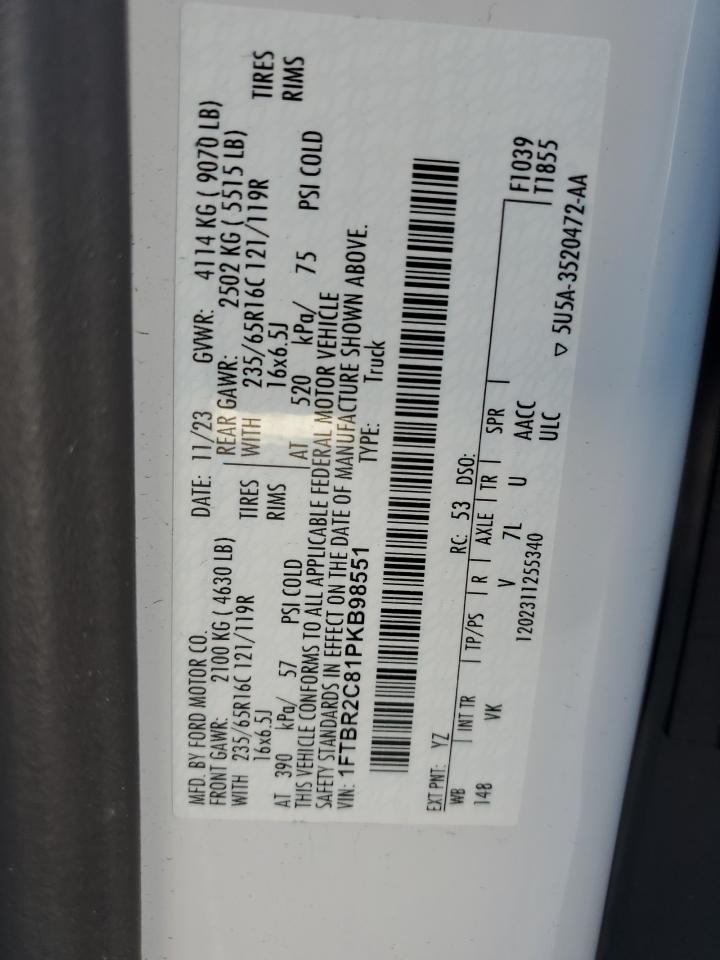 MFD. BY FORD MOTOR CO. DATE: 11/23 GVWR: 4114 KG ( 9070 LB)
FRONT GAWR: 2100 KG ( 4630 LB) REAR GAWR: 2502 KG ( 5515 LB)
WITH 235/65R16C 121/119R TIRES WITH 235/65R16C 121/119R TIRES
16x6.5J RIMS 16x6.5J RIMS
AT 390 kPa/ 57 PSI COLD AT 520 kPa/ 75 PSI COLD
THIS VEHICLE CONFORMS TO ALL APPLICABLE FEDERAL MOTOR VEHICLE
SAFETY STANDARDS IN EFFECT ON THE DATE OF MANUFACTURE SHOWN ABOVE.
VIN: 1FTBR2C81PKB98551 TYPE: Truck
EXT PNT: YZ RC: 53 DSO:
WB INT TR TP/PS R AXLE TR SPR
148 VK V 7L U AACC F1039
1202311255340 ULC T1855
▽ 5U5A-3520472-AA